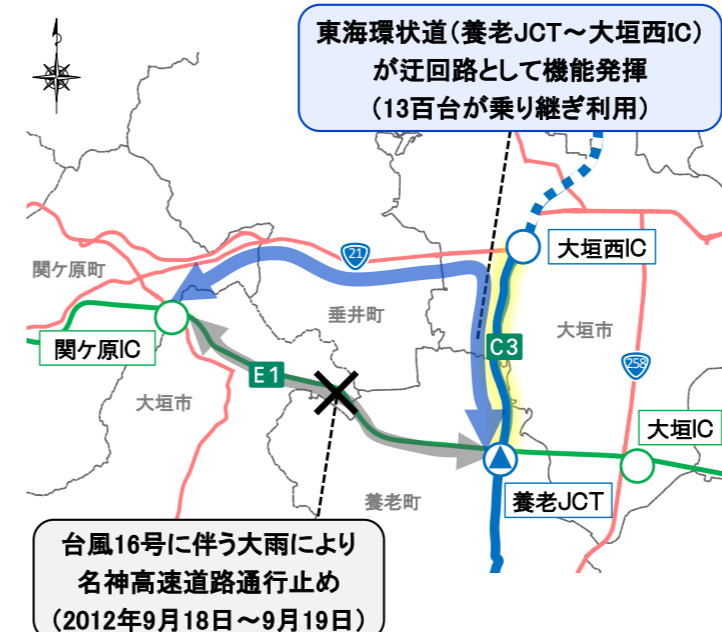 東海環状道(養老JCT~大垣西IC)
が迂回路として機能発揮
(13百台が乗り継ぎ利用)
21
大垣西IC
関ケ原町
垂井町
大垣市
関ケ原IC
C3
258
E1
大垣市
大垣IC
養老JCT
養老町
台風16号に伴う大雨により
名神高速道路通行止め
(2012年9月18日~9月19日)